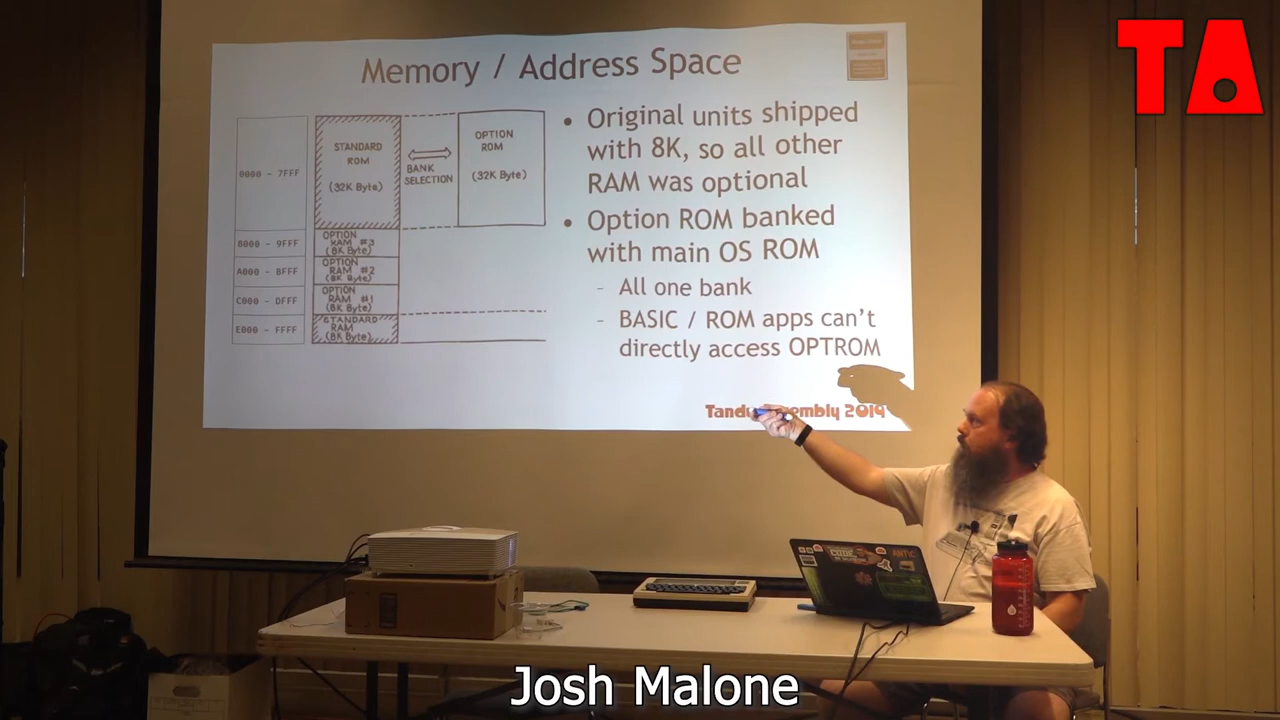 TA
Memory / Address Space
0000 - 7FFF
STANDARD
ROM
(32K Byte)
BANK
SELECTION
OPTION
ROM
(32K Byte)
8000 - 9FFF
OPTION
RAM #3
(8K Byte)
A000 - BFFF
OPTION
RAM #2
(8K Byte)
C000 - DFFF
OPTION
RAM #1
(8K Byte)
E000 - FFFF
STANDARD
RAM
(8K Byte)
• Original units shipped
with 8K, so all other
RAM was optional
• Option ROM banked
with main OS ROM
– All one bank
– BASIC / ROM apps can't
directly access OPTROM
2019
CODE
ANTIC
Josh Malone